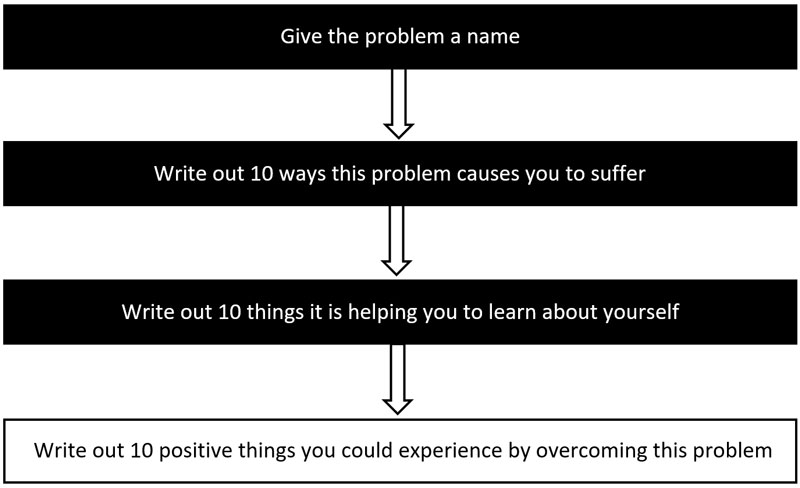 Give the problem a name
Write out 10 ways this problem causes you to suffer
Write out 10 things it is helping you to learn about yourself
Write out 10 positive things you could experience by overcoming this problem